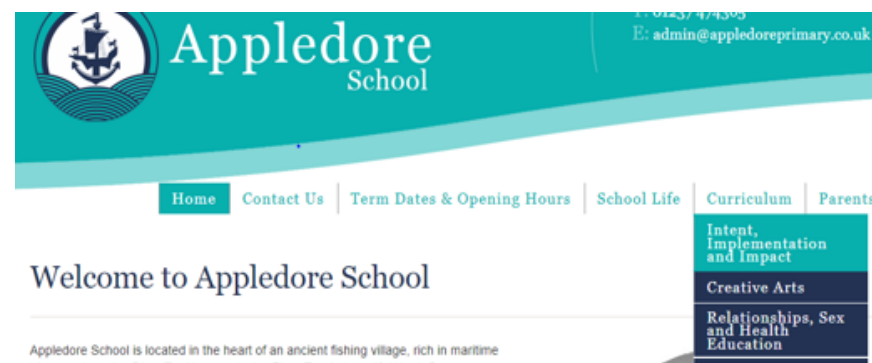 Appledore
School
T: 01237 474365
E: admin@appledoreprimary.co.uk
Home
Contact Us
Term Dates & Opening Hours
School Life
Curriculum
Parents
Intent,
Implementation
and Impact
Creative Arts
Relationships, Sex
and Health
Education
Welcome to Appledore School
Appledore School is located in the heart of an ancient fishing village, rich in maritime